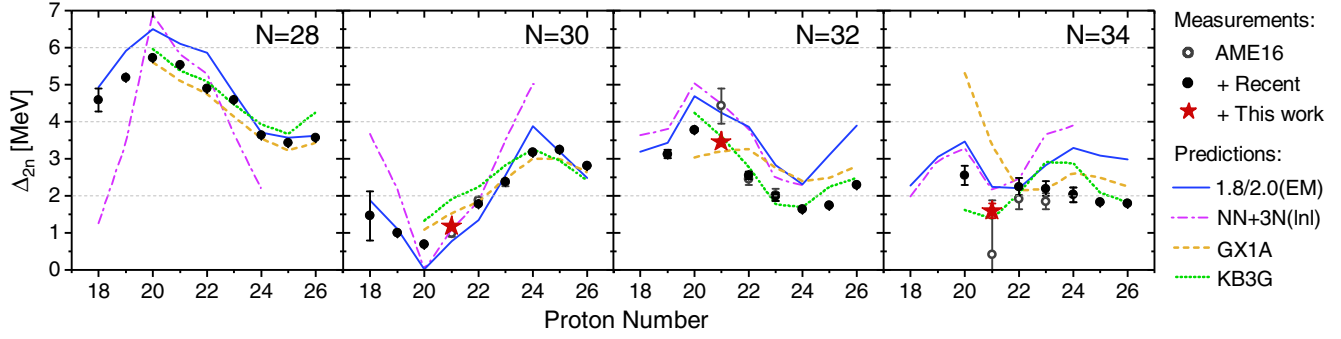 Δ2n [MeV]
7
6
5
4
3
2
1
0
N=28
N=30
N=32
N=34
18 20 22 24 26 18 20 22 24 26 18 20 22 24 26 18 20 22 24 26
Proton Number
Measurements:
AME16
+ Recent
+ This work
Predictions:
1.8/2.0(EM)
NN+3N(lnl)
GX1A
KB3G